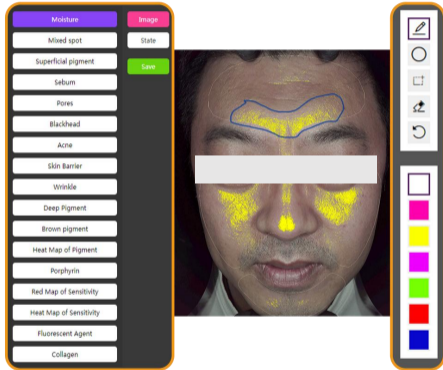 Moisture
Mixed spot
Superficial pigment
Sebum
Pores
Blackhead
Acne
Skin Barrier
Wrinkle
Deep Pigment
Brown pigment
Heat Map of Pigment
Porphyrin
Red Map of Sensitivity
Heat Map of Sensitivity
Fluorescent Agent
Collagen
Image
State
Save